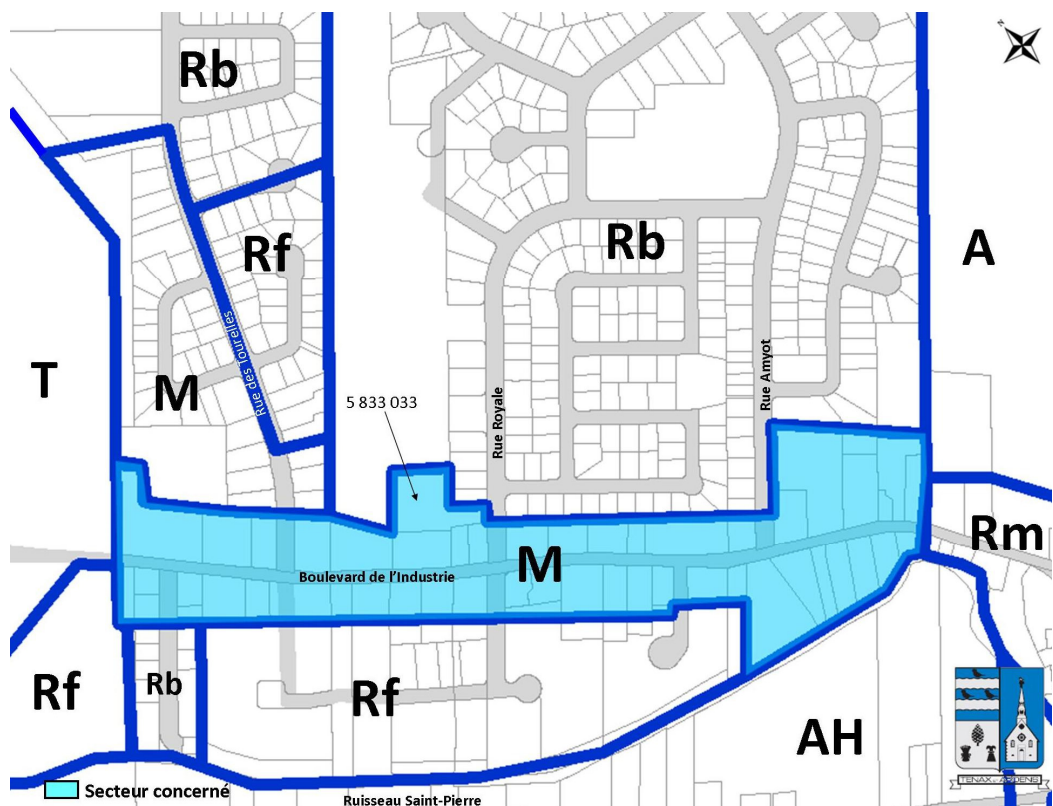 N
Rb
Rf
Rb
A
T
M
Rue des Tourelles
5 833 033
Rue Royale
Rue Amyot
Rm
M
Boulevard de l'Industrie
Rf
Rb
Rf
AH
Secteur concerné
Ruisseau Saint-Pierre